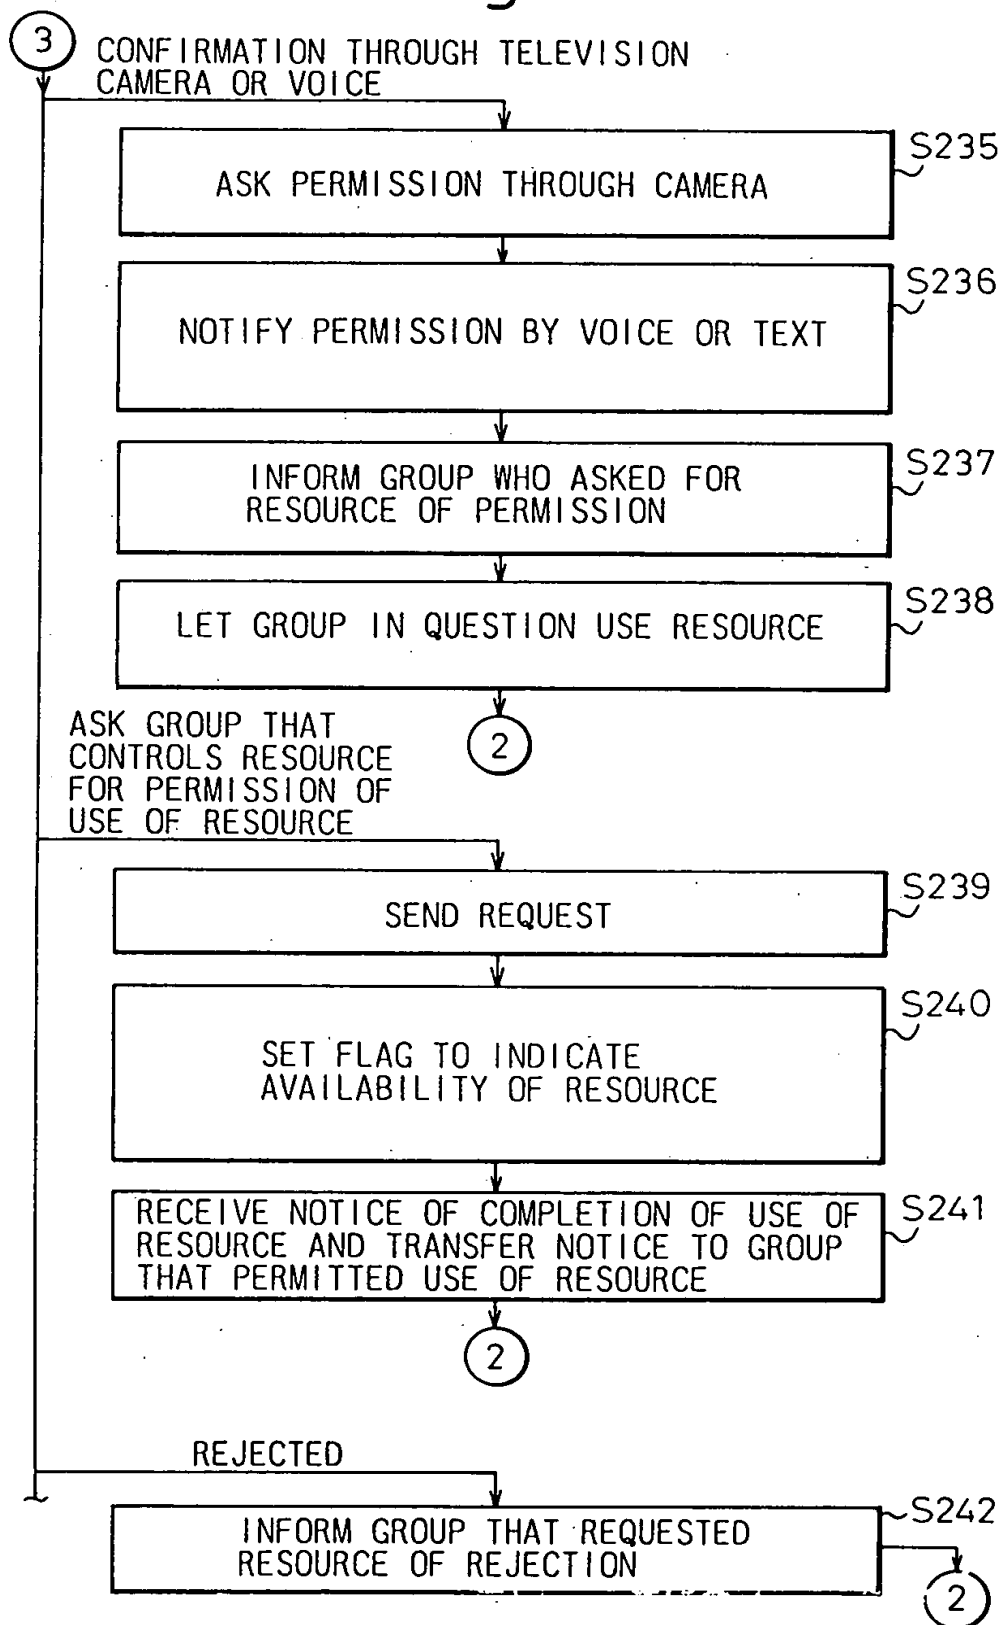 3
CONFIRMATION THROUGH TELEVISION
CAMERA OR VOICE
S235
ASK PERMISSION THROUGH CAMERA
S236
NOTIFY PERMISSION BY VOICE OR TEXT
S237
INFORM GROUP WHO ASKED FOR
RESOURCE OF PERMISSION
S238
LET GROUP IN QUESTION USE RESOURCE
2
ASK GROUP THAT
CONTROLS RESOURCE
FOR PERMISSION OF
USE OF RESOURCE
S239
SEND REQUEST
S240
SET FLAG TO INDICATE
AVAILABILITY OF RESOURCE
S241
RECEIVE NOTICE OF COMPLETION OF USE OF
RESOURCE AND TRANSFER NOTICE TO GROUP
THAT PERMITTED USE OF RESOURCE
2
REJECTED
S242
INFORM GROUP THAT REQUESTED
RESOURCE OF REJECTION
2